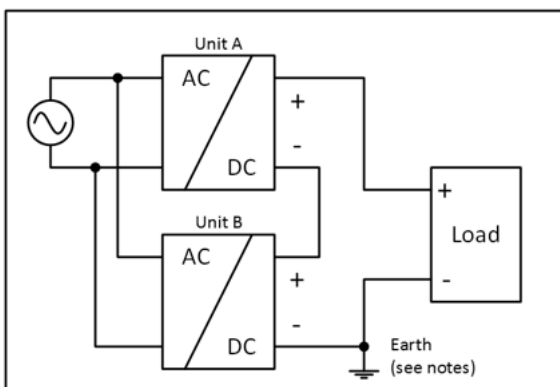 Unit A
AC
+
-
DC
+
Load
-
Unit B
AC
+
-
DC
Earth
(see notes)